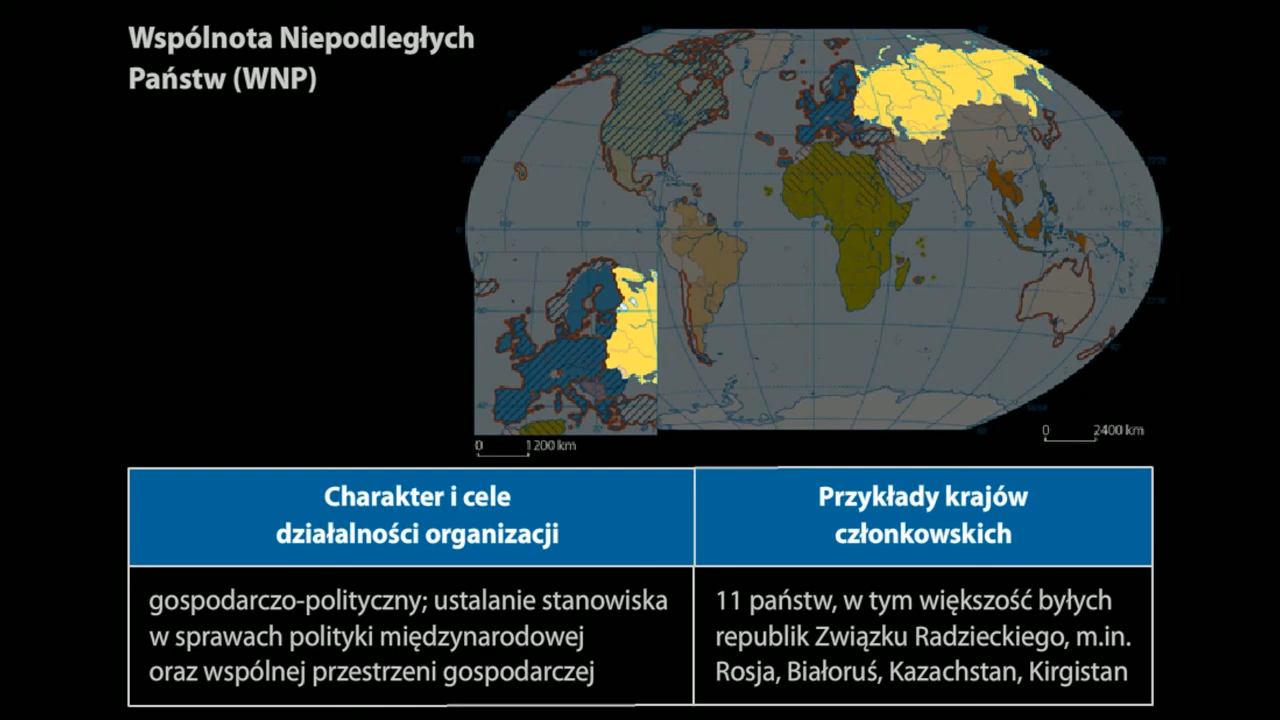 Wspólnota Niepodległych
Państw (WNP)
0 1200 km
0 2400 km
Charakter i cele
działalności organizacji
Przykłady krajów
członkowskich
gospodarczo-polityczny; ustalanie stanowiska
w sprawach polityki międzynarodowej
oraz wspólnej przestrzeni gospodarczej
11 państw, w tym większość byłych
republik Związku Radzieckiego, m.in.
Rosja, Białoruś, Kazachstan, Kirgistan